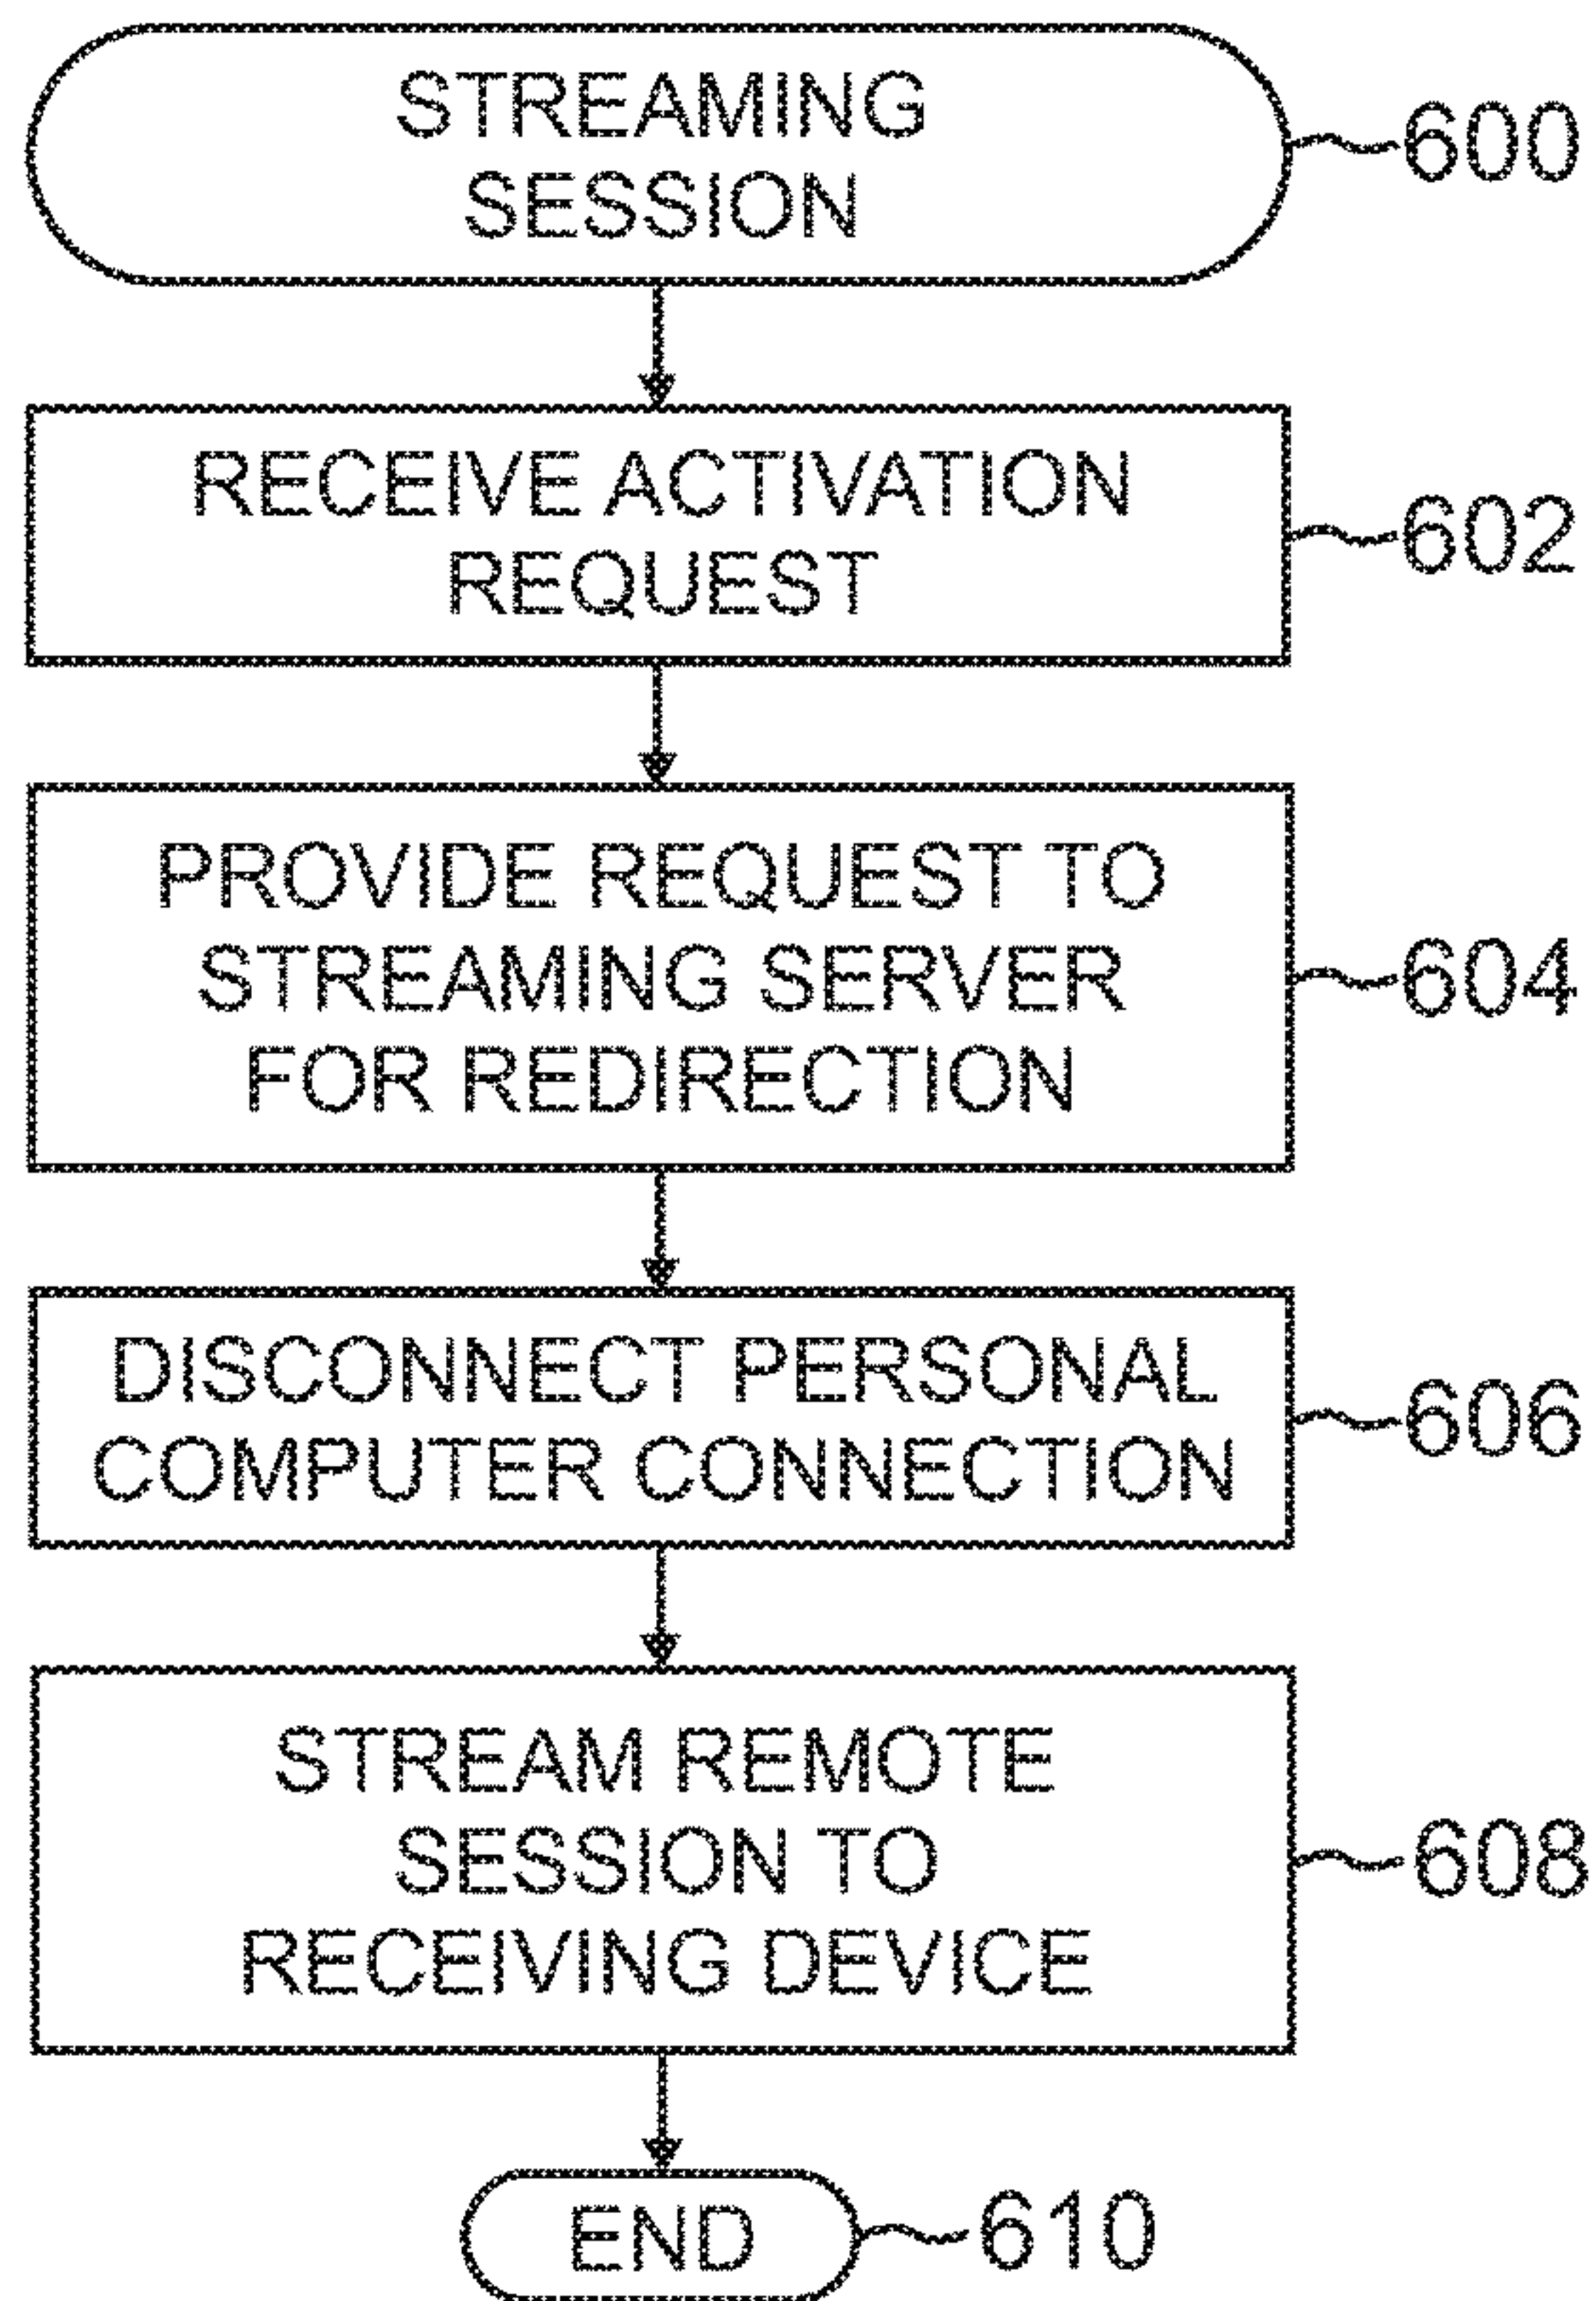 STREAMING
SESSION
600
RECEIVE ACTIVATION
REQUEST
602
PROVIDE REQUEST TO
STREAMING SERVER
FOR REDIRECTION
604
DISCONNECT PERSONAL
COMPUTER CONNECTION
606
STREAM REMOTE
SESSION TO
RECEIVING DEVICE
608
END
610